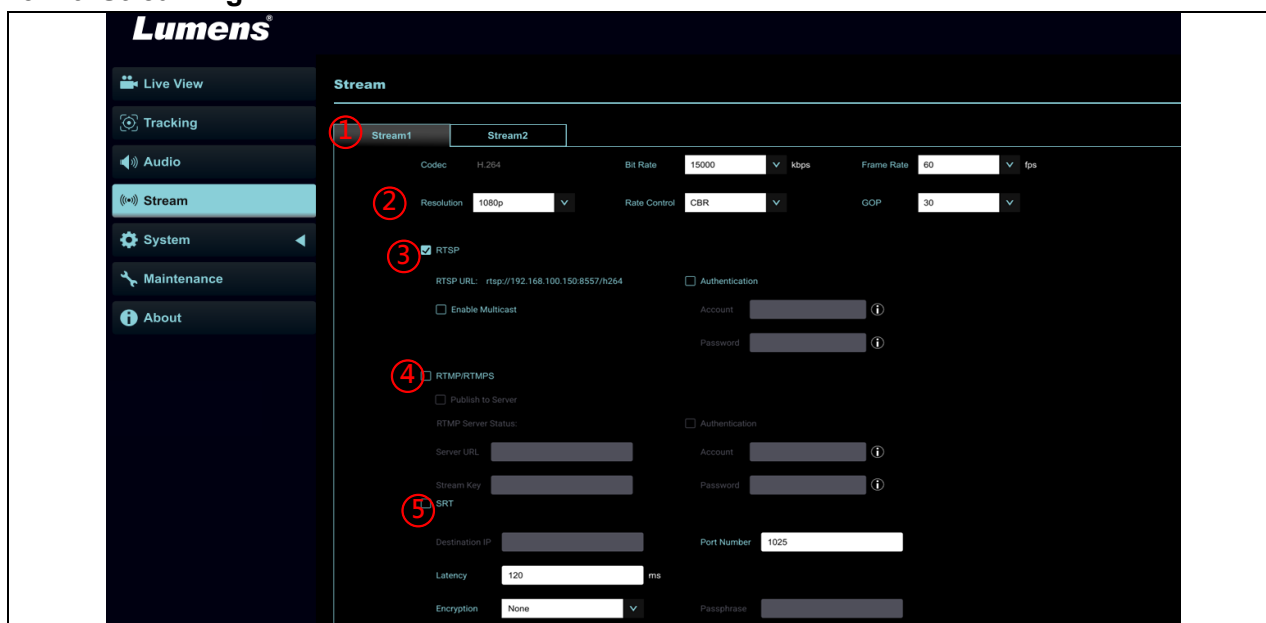 Lumens®
Live View
Tracking
Audio
Stream
System
Maintenance
About
Stream
① Stream1 Stream2
Codec H.264 Bit Rate 15000 kbps Frame Rate 60 fps
② Resolution 1080p Rate Control CBR GOP 30
③ RTSP
RTSP URL: rtsp://192.168.100.150:8557/h264 Authentication
Enable Multicast Account
Password
④ RTMP/RTMPS
Publish to Server
RTMP Server Status: Authentication
Server URL Account
Stream Key Password
⑤ SRT
Destination IP Port Number 1025
Latency 120 ms
Encryption None Passphrase